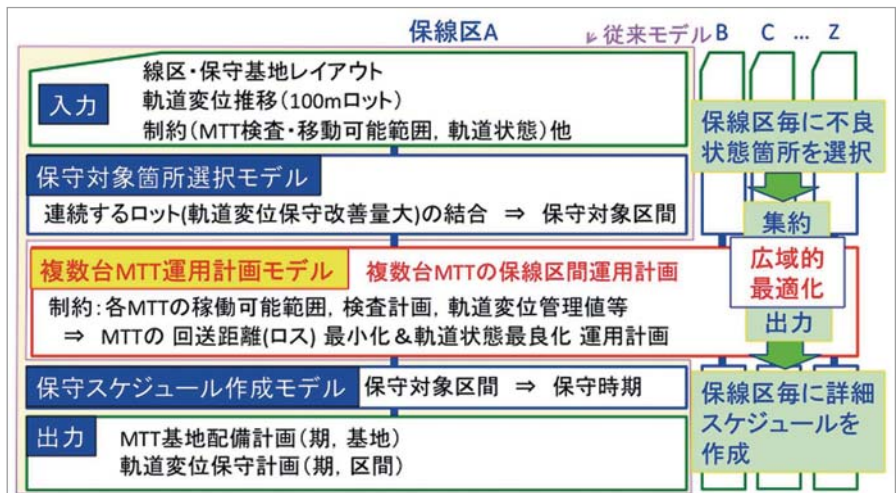 保線区A
従来モデル
B C ... Z
入力
線区・保守基地レイアウト
軌道変位推移(100mロット)
制約(MTT検査・移動可能範囲, 軌道状態)他
保線区毎に不良
状態箇所を選択
保守対象箇所選択モデル
連続するロット(軌道変位保守改善量大)の結合 ⇒ 保守対象区間
集約
複数台MTT運用計画モデル 複数台MTTの保線区間運用計画
制約:各MTTの稼働可能範囲, 検査計画, 軌道変位管理値等
⇒ MTTの 回送距離(ロス) 最小化&軌道状態最良化 運用計画
広域的
最適化
出力
保守スケジュール作成モデル 保守対象区間 ⇒ 保守時期
出力
MTT基地配備計画(期, 基地)
軌道変位保守計画(期, 区間)
保線区毎に詳細
スケジュールを
作成